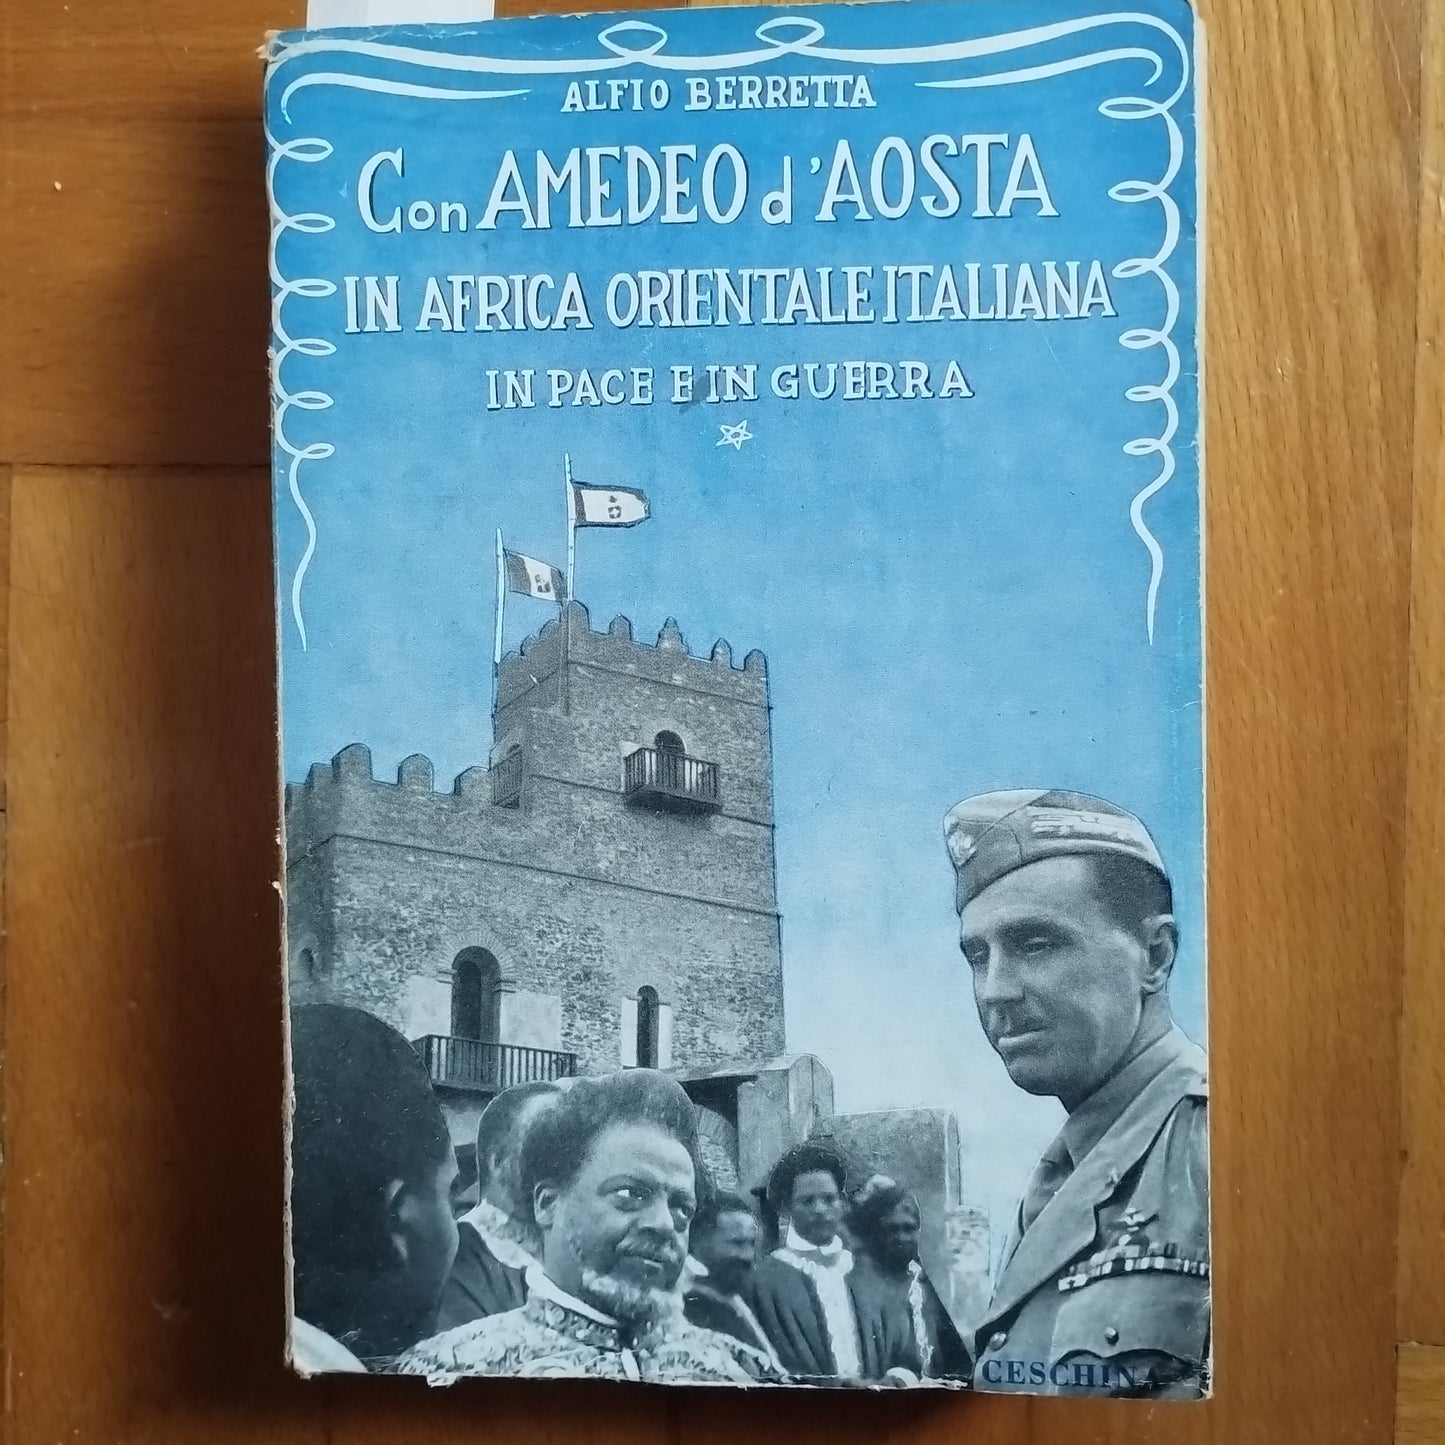 ALFIO BERRETTA
Con AMEDEO d'AOSTA
IN AFRICA ORIENTALE ITALIANA
IN PACE E IN GUERRA
CESCHINA